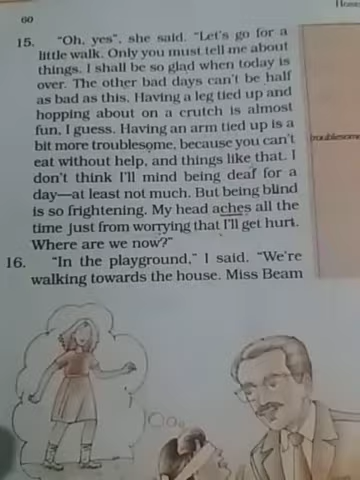 60
15. "Oh, yes", she said. "Let's go for a
little walk. Only you must tell me about
things. I shall be so glad when today is
over. The other bad days can't be half
as bad as this. Having a leg tied up and
hopping about on a crutch is almost
fun, I guess. Having an arm tied up is a
bit more troublesome, because you can't
eat without help, and things like that. I
don't think I'll mind being deaf for a
day—at least not much. But being blind
is so frightening. My head aches all the
time just from worrying that I'll get hurt.
Where are we now?"
16. "In the playground," I said. "We're
walking towards the house. Miss Beam
troublesome